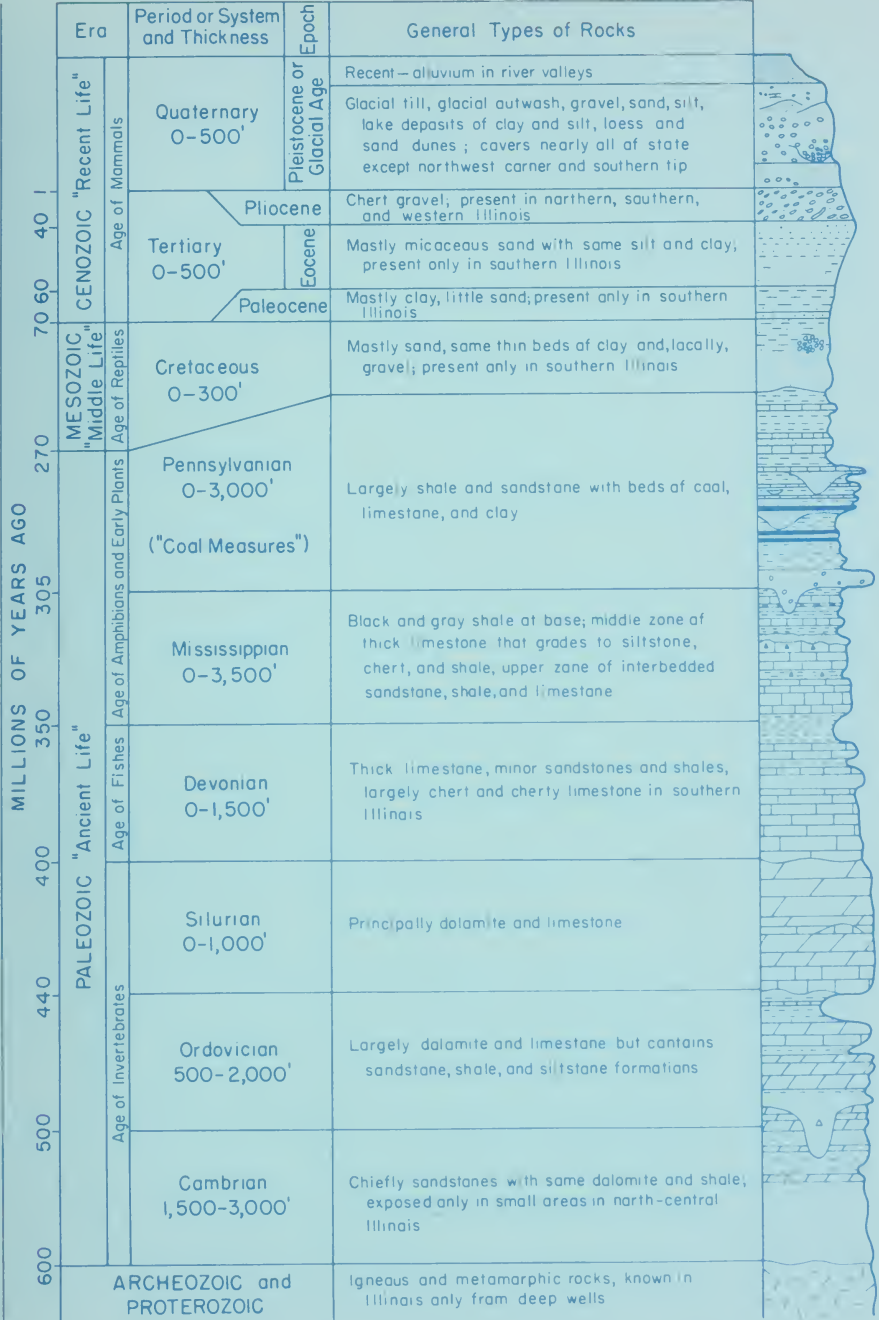 Era
Period or System
and Thickness
Epoch
General Types of Rocks
MILLIONS OF YEARS AGO
CENOZOIC "Recent Life"
Age of Mammals
Quaternary
0-500'
Pleistocene or
Glacial Age
Recent — alluvium in river valleys
Glacial till, glacial outwash, gravel, sand, silt,
lake deposits of clay and silt, loess and
sand dunes ; covers nearly all of state
except northwest corner and southern tip
1
Pliocene
Chert gravel; present in northern, southern,
and western Illinois
40
Tertiary
0-500'
Eocene
Mostly micaceous sand with some silt and clay;
present only in southern Illinois
60
Paleocene
Mostly clay, little sand; present only in southern
Illinois
70
MESOZOIC
"Middle Life"
Age of Reptiles
Cretaceous
0-300'
Mostly sand, some thin beds of clay and, locally,
gravel; present only in southern Illinois
270
PALEOZOIC "Ancient Life"
Age of Amphibians and Early Plants
Pennsylvanian
0-3,000'
("Coal Measures")
Largely shale and sandstone with beds of coal,
limestone, and clay
305
Mississippian
0-3,500'
Black and gray shale at base; middle zone of
thick limestone that grades to siltstone,
chert, and shale, upper zone of interbedded
sandstone, shale, and limestone
350
Age of Fishes
Devonian
0-1,500'
Thick limestone, minor sandstones and shales,
largely chert and cherty limestone in southern
Illinois
400
Age of Invertebrates
Silurian
0-1,000'
Principally dolomite and limestone
440
Ordovician
500-2,000'
Largely dolomite and limestone but contains
sandstone, shale, and siltstone formations
500
Cambrian
1,500-3,000'
Chiefly sandstones with some dolomite and shale;
exposed only in small areas in north-central
Illinois
600
ARCHEOZOIC and
PROTEROZOIC
Igneous and metamorphic rocks, known in
Illinois only from deep wells